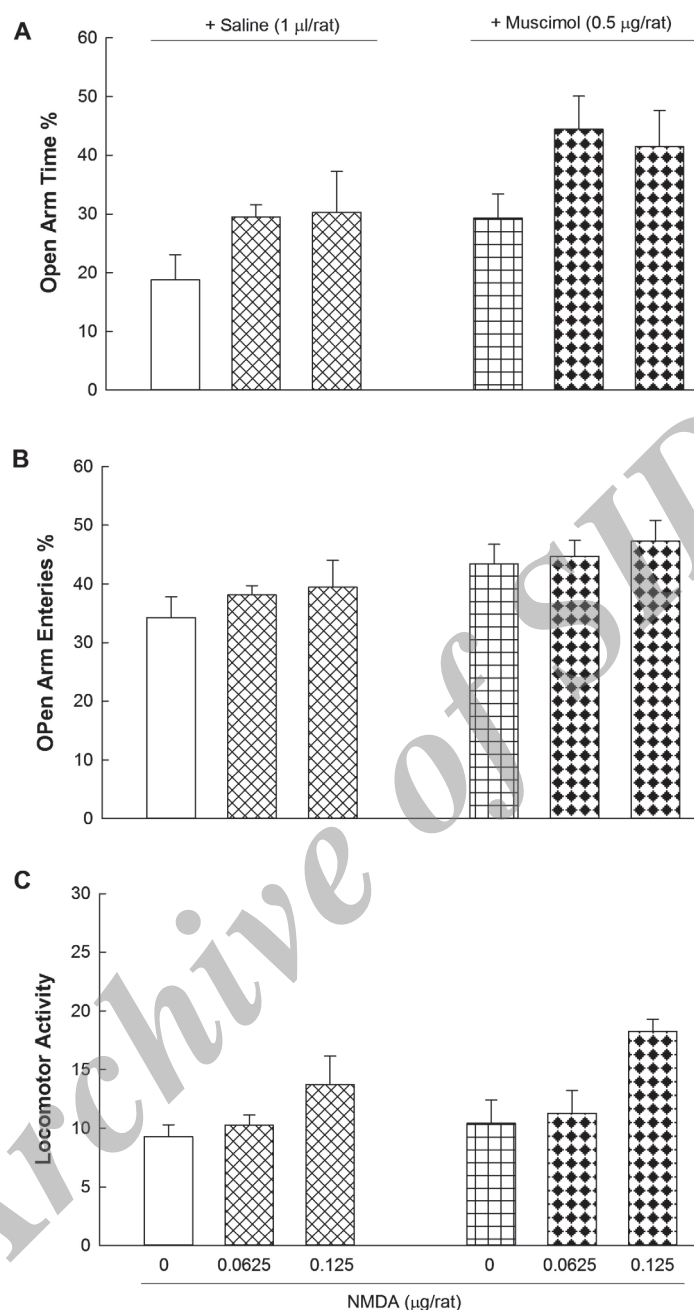 A
+ Saline (1 µl/rat)
+ Muscimol (0.5 µg/rat)
Open Arm Time %
60
50
40
30
20
10
0
B
OPen Arm Enteries %
60
50
40
30
20
10
0
C
Locomotor Activity
30
25
20
15
10
5
0
0 0.0625 0.125 0 0.0625 0.125
NMDA (µg/rat)
Archive of SID